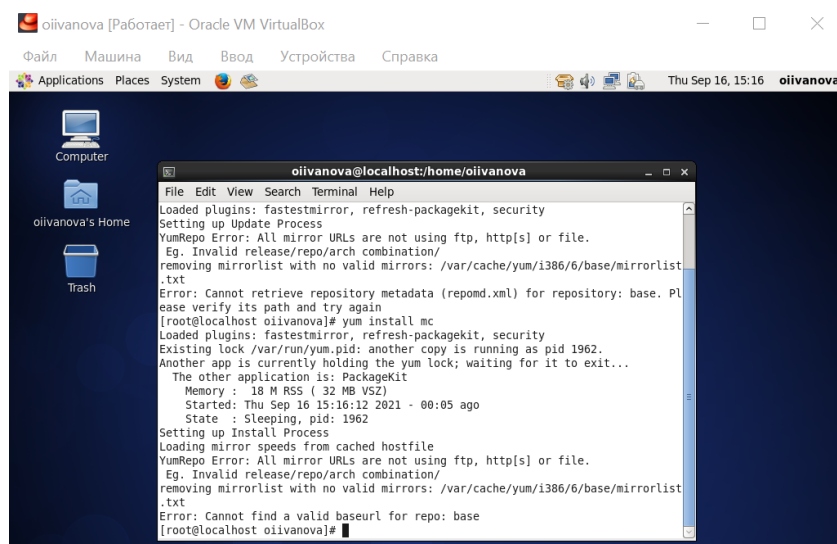 oiivanova [Работает] - Oracle VM VirtualBox
Файл Машина Вид Ввод Устройства Справка
Applications Places System Thu Sep 16, 15:16 oiivanova
Computer
oiivanova's Home
Trash
oiivanova@localhost:/home/oiivanova
File Edit View Search Terminal Help
Loaded plugins: fastestmirror, refresh-packagekit, security
Setting up Update Process
YumRepo Error: All mirror URLs are not using ftp, http[s] or file.
 Eg. Invalid release/repo/arch combination/
removing mirrorlist with no valid mirrors: /var/cache/yum/i386/6/base/mirrorlist
.txt
Error: Cannot retrieve repository metadata (repomd.xml) for repository: base. Pl
ease verify its path and try again
[root@localhost oiivanova]# yum install mc
Loaded plugins: fastestmirror, refresh-packagekit, security
Existing lock /var/run/yum.pid: another copy is running as pid 1962.
Another app is currently holding the yum lock; waiting for it to exit...
  The other application is: PackageKit
    Memory :  18 M RSS ( 32 MB VSZ)
    Started: Thu Sep 16 15:16:12 2021 - 00:05 ago
    State  : Sleeping, pid: 1962
Setting up Install Process
Loading mirror speeds from cached hostfile
YumRepo Error: All mirror URLs are not using ftp, http[s] or file.
 Eg. Invalid release/repo/arch combination/
removing mirrorlist with no valid mirrors: /var/cache/yum/i386/6/base/mirrorlist
.txt
Error: Cannot find a valid baseurl for repo: base
[root@localhost oiivanova]#